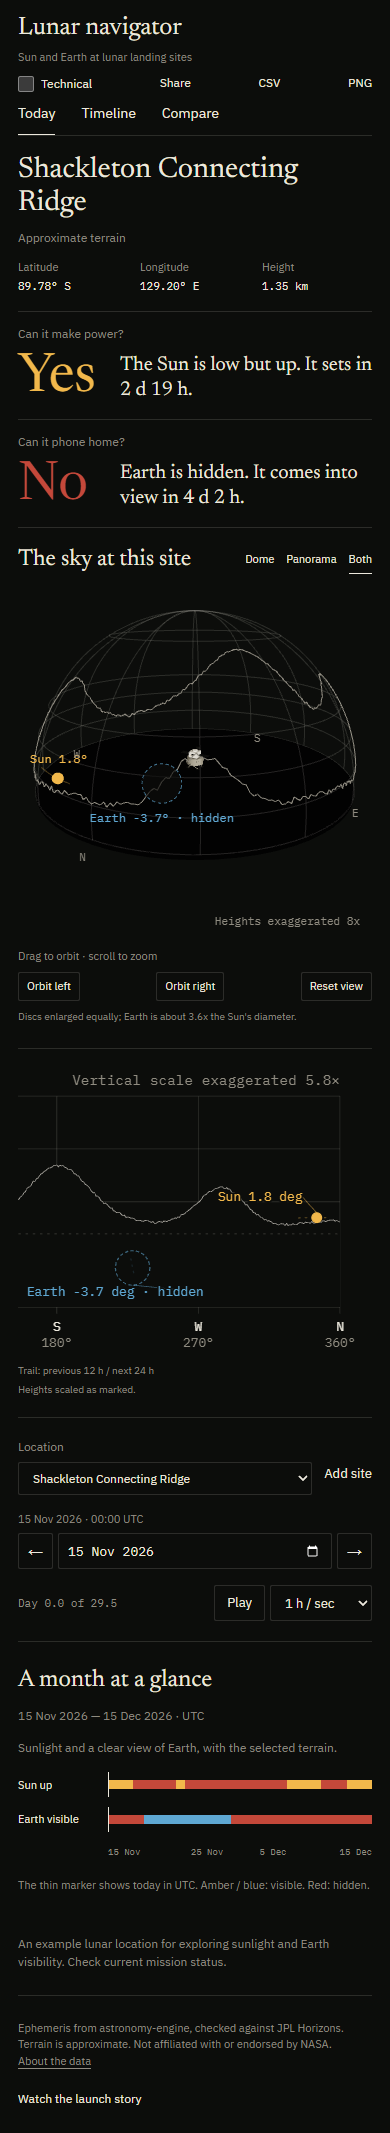 Lunar navigator
Sun and Earth at lunar landing sites
Technical Share CSV PNG
Today Timeline Compare
Shackleton Connecting
Ridge
Approximate terrain
Latitude Longitude Height
89.78° S 129.20° E 1.35 km
Can it make power?
Yes
The Sun is low but up. It sets in
2 d 19 h.
Can it phone home?
No
Earth is hidden. It comes into
view in 4 d 2 h.
The sky at this site Dome Panorama Both
S
W
Sun 1.8°
E
Earth -3.7° · hidden
N
Heights exaggerated 8x
Drag to orbit · scroll to zoom
Orbit left Orbit right Reset view
Discs enlarged equally; Earth is about 3.6x the Sun's diameter.
Vertical scale exaggerated 5.8x
Sun 1.8 deg
Earth -3.7 deg · hidden
S W N
180° 270° 360°
Trail: previous 12 h / next 24 h
Heights scaled as marked.
Location
Shackleton Connecting Ridge Add site
15 Nov 2026 · 00:00 UTC
← 15 Nov 2026 →
Day 0.0 of 29.5 Play 1 h / sec
A month at a glance
15 Nov 2026 — 15 Dec 2026 · UTC
Sunlight and a clear view of Earth, with the selected terrain.
Sun up
Earth visible
15 Nov 25 Nov 5 Dec 15 Dec
The thin marker shows today in UTC. Amber / blue: visible. Red: hidden.
An example lunar location for exploring sunlight and Earth
visibility. Check current mission status.
Ephemeris from astronomy-engine, checked against JPL Horizons.
Terrain is approximate. Not affiliated with or endorsed by NASA.
About the data
Watch the launch story